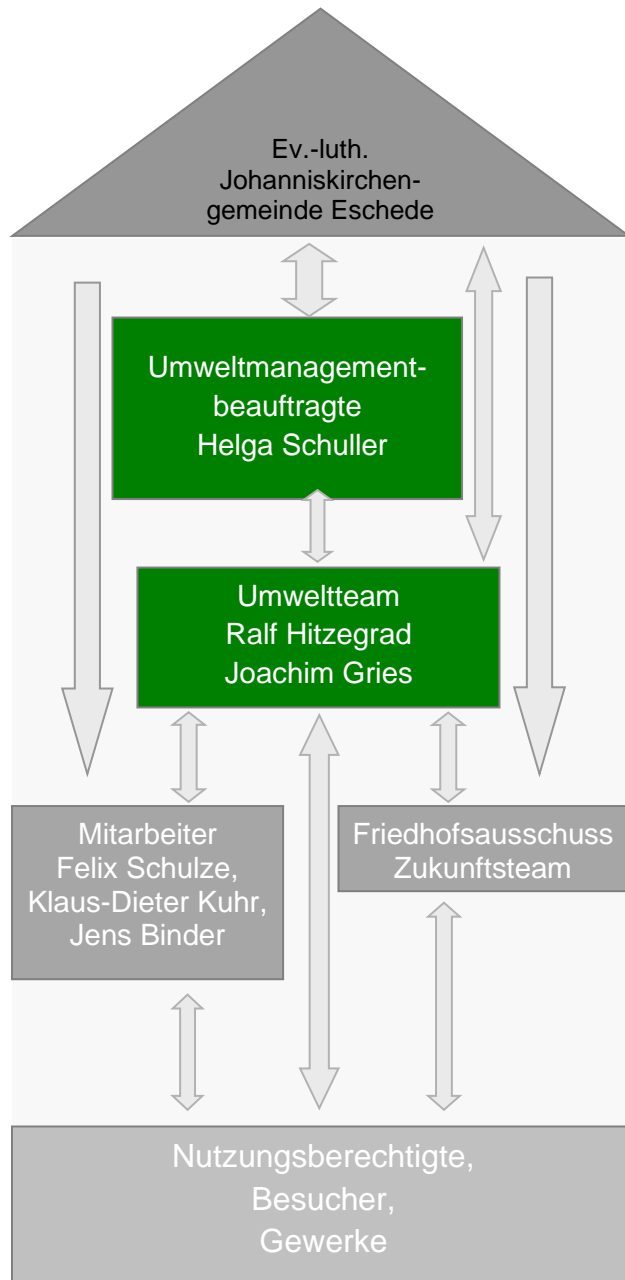 Ev.-luth.
Johanniskirchen-
gemeinde Eschede
Umweltmanagement-
beauftragte
Helga Schuller
Umweltteam
Ralf Hitzegrad
Joachim Gries
Mitarbeiter
Felix Schulze,
Klaus-Dieter Kuhr,
Jens Binder
Friedhofsausschuss
Zukunftsteam
Nutzungsberechtigte,
Besucher,
Gewerke